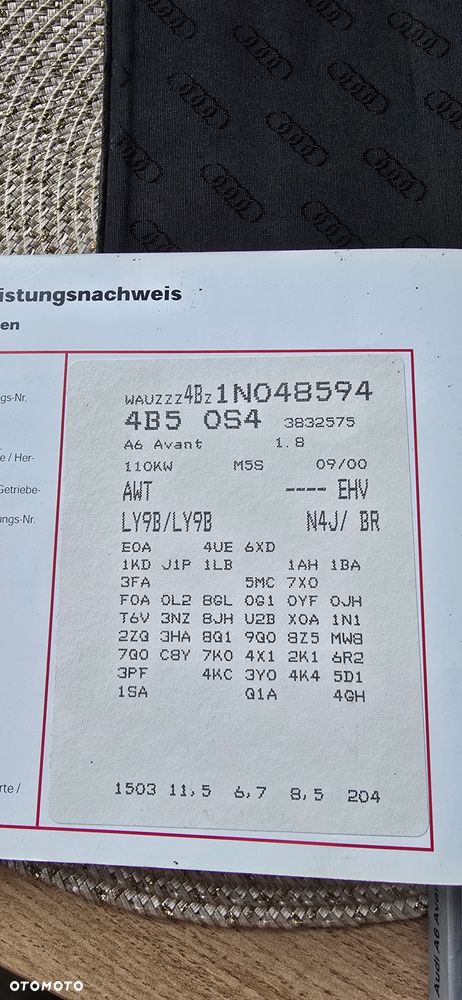 istungsnachweis
en
gs-Nr.
e / Her-
Getriebe-
ungs-Nr.
rte /
WAUZZZ4BZ1N048594
4B5 0S4 3832575
A6 Avant 1.8
110KW M5S 09/00
AWT ---- EHV
LY9B/LY9B N4J/ BR
E0A 4UE 6XD
1KD J1P 1LB 1AH 1BA
3FA 5MC 7X0
F0A 0L2 8GL 0G1 0YF 0JH
T6V 3NZ 8JH U2B X0A 1N1
2ZQ 3HA 8Q1 9Q0 8Z5 MW8
7Q0 C8Y 7K0 4X1 2K1 6R2
3PF 4KC 3Y0 4K4 5D1
1SA Q1A 4GH
1503 11,5 6,7 8,5 204
Audi A6 Ava
OTOMOTO